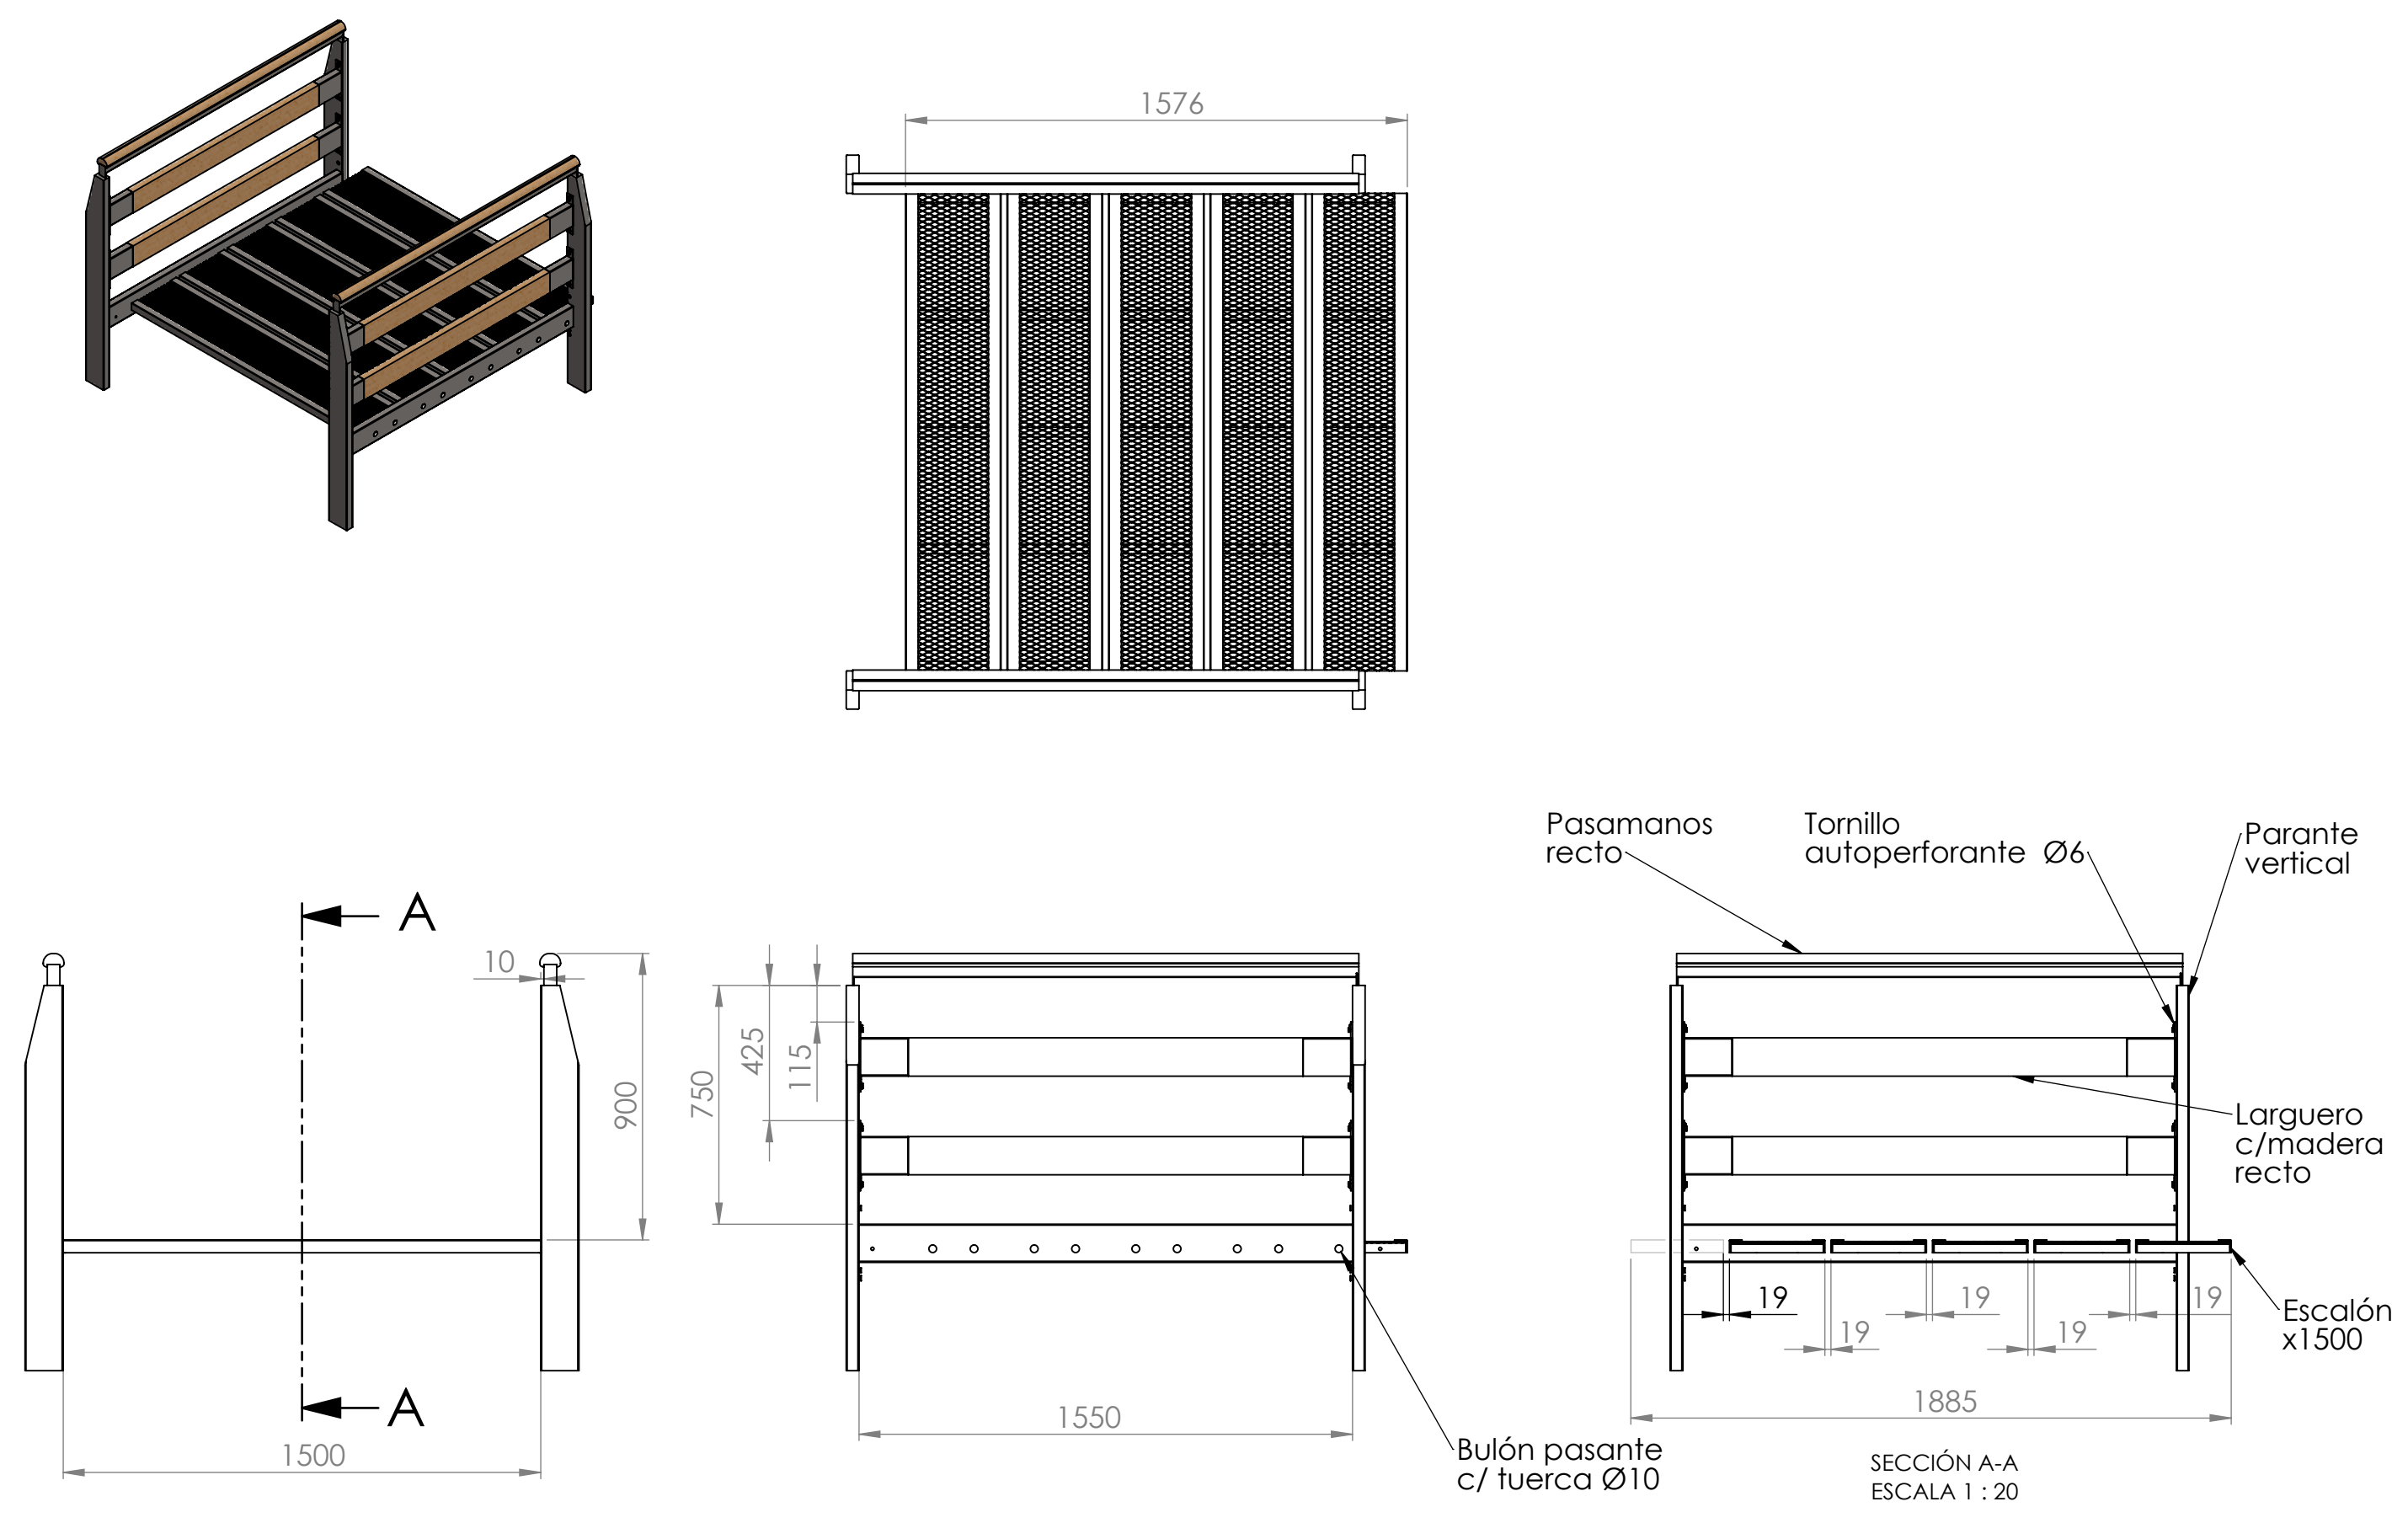 1576
Pasamanos
recto
Tornillo
autoperforante Ø6
Parante
vertical
A
10
900
750
425
115
Larguero
c/madera
recto
19
19
19
19
19
Escalón
x1500
A
1500
1550
1885
Bulón pasante
c/ tuerca Ø10
SECCIÓN A-A
ESCALA 1 : 20